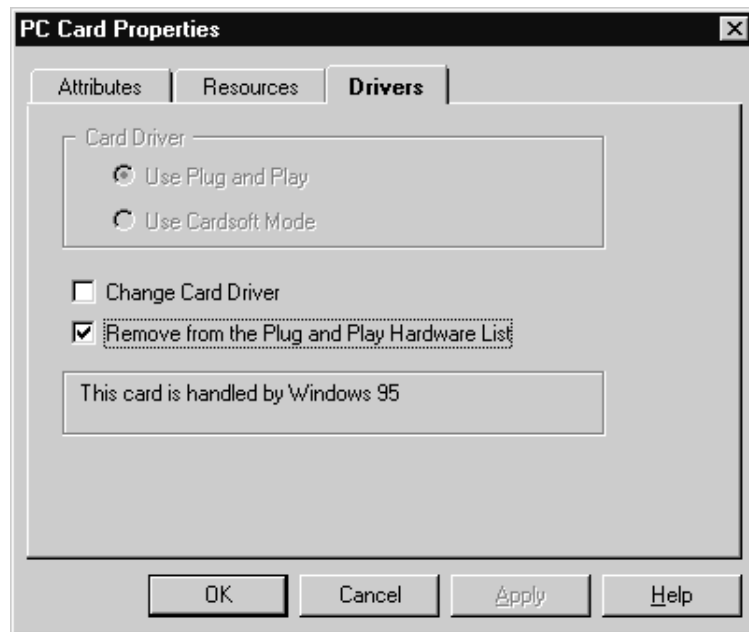 PC Card Properties
Attributes Resources Drivers
Card Driver
Use Plug and Play
Use Cardsoft Mode
Change Card Driver
Remove from the Plug and Play Hardware List
This card is handled by Windows 95
OK Cancel Apply Help